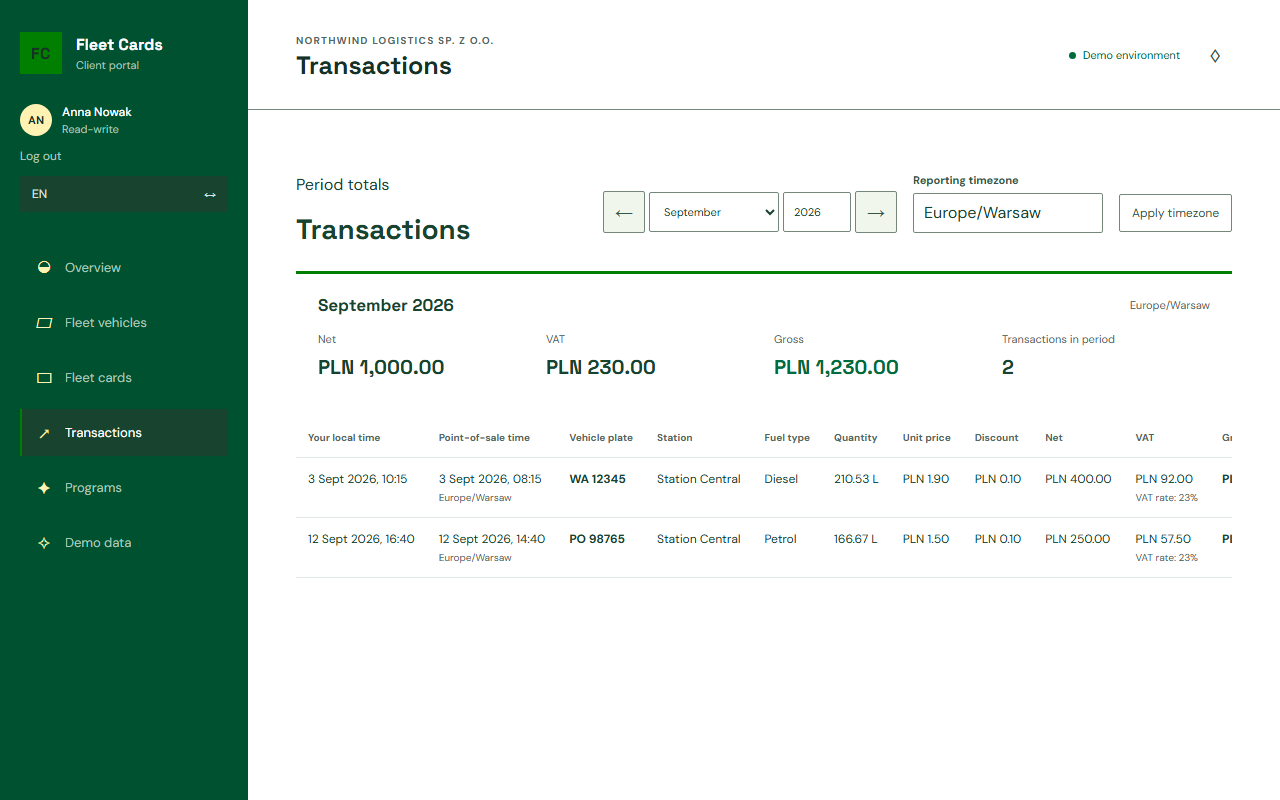 FC
Fleet Cards
Client portal
AN
Anna Nowak
Read-write
Log out
EN
Overview
Fleet vehicles
Fleet cards
Transactions
Programs
Demo data
NORTHWIND LOGISTICS SP. Z O.O.
Transactions
Demo environment
Period totals
Transactions
September
2026
Reporting timezone
Europe/Warsaw
Apply timezone
September 2026
Europe/Warsaw
Net
VAT
Gross
Transactions in period
PLN 1,000.00
PLN 230.00
PLN 1,230.00
2
Your local time Point-of-sale time Vehicle plate Station Fuel type Quantity Unit price Discount Net VAT
3 Sept 2026, 10:15 3 Sept 2026, 08:15 WA 12345 Station Central Diesel 210.53 L PLN 1.90 PLN 0.10 PLN 400.00 PLN 92.00
Europe/Warsaw VAT rate: 23%
12 Sept 2026, 16:40 12 Sept 2026, 14:40 PO 98765 Station Central Petrol 166.67 L PLN 1.50 PLN 0.10 PLN 250.00 PLN 57.50
Europe/Warsaw VAT rate: 23%